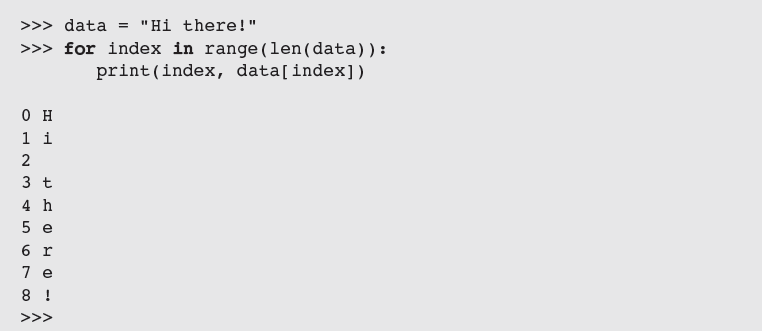 >>> data = "Hi there!"
>>> for index in range(len(data)):
       print(index, data[index])

0 H
1 i
2
3 t
4 h
5 e
6 r
7 e
8 !
>>>